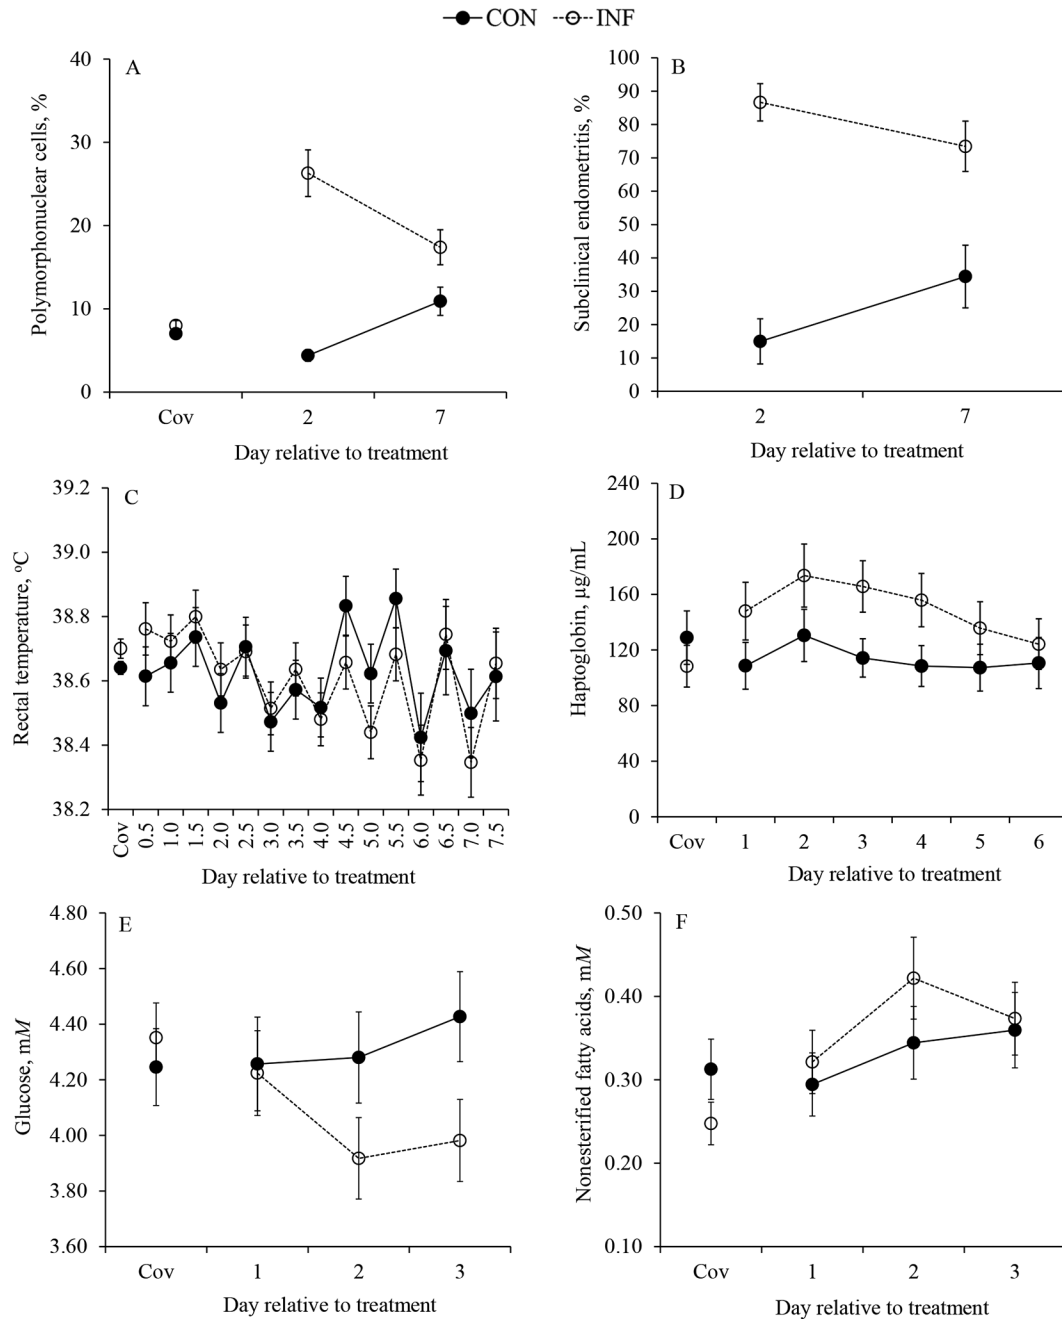 CON INF
A
Polymorphonuclear cells, %
40
30
20
10
0
Cov 2 7
Day relative to treatment
B
Subclinical endometritis, %
100
90
80
70
60
50
40
30
20
10
0
2 7
Day relative to treatment
C
Rectal temperature, ºC
39.2
39.0
38.8
38.6
38.4
38.2
Cov 0.5 1.0 1.5 2.0 2.5 3.0 3.5 4.0 4.5 5.0 5.5 6.0 6.5 7.0 7.5
Day relative to treatment
D
Haptoglobin, µg/mL
240
200
160
120
80
40
0
Cov 1 2 3 4 5 6
Day relative to treatment
E
Glucose, mM
4.80
4.60
4.40
4.20
4.00
3.80
3.60
Cov 1 2 3
Day relative to treatment
F
Nonesterified fatty acids, mM
0.50
0.40
0.30
0.20
0.10
Cov 1 2 3
Day relative to treatment